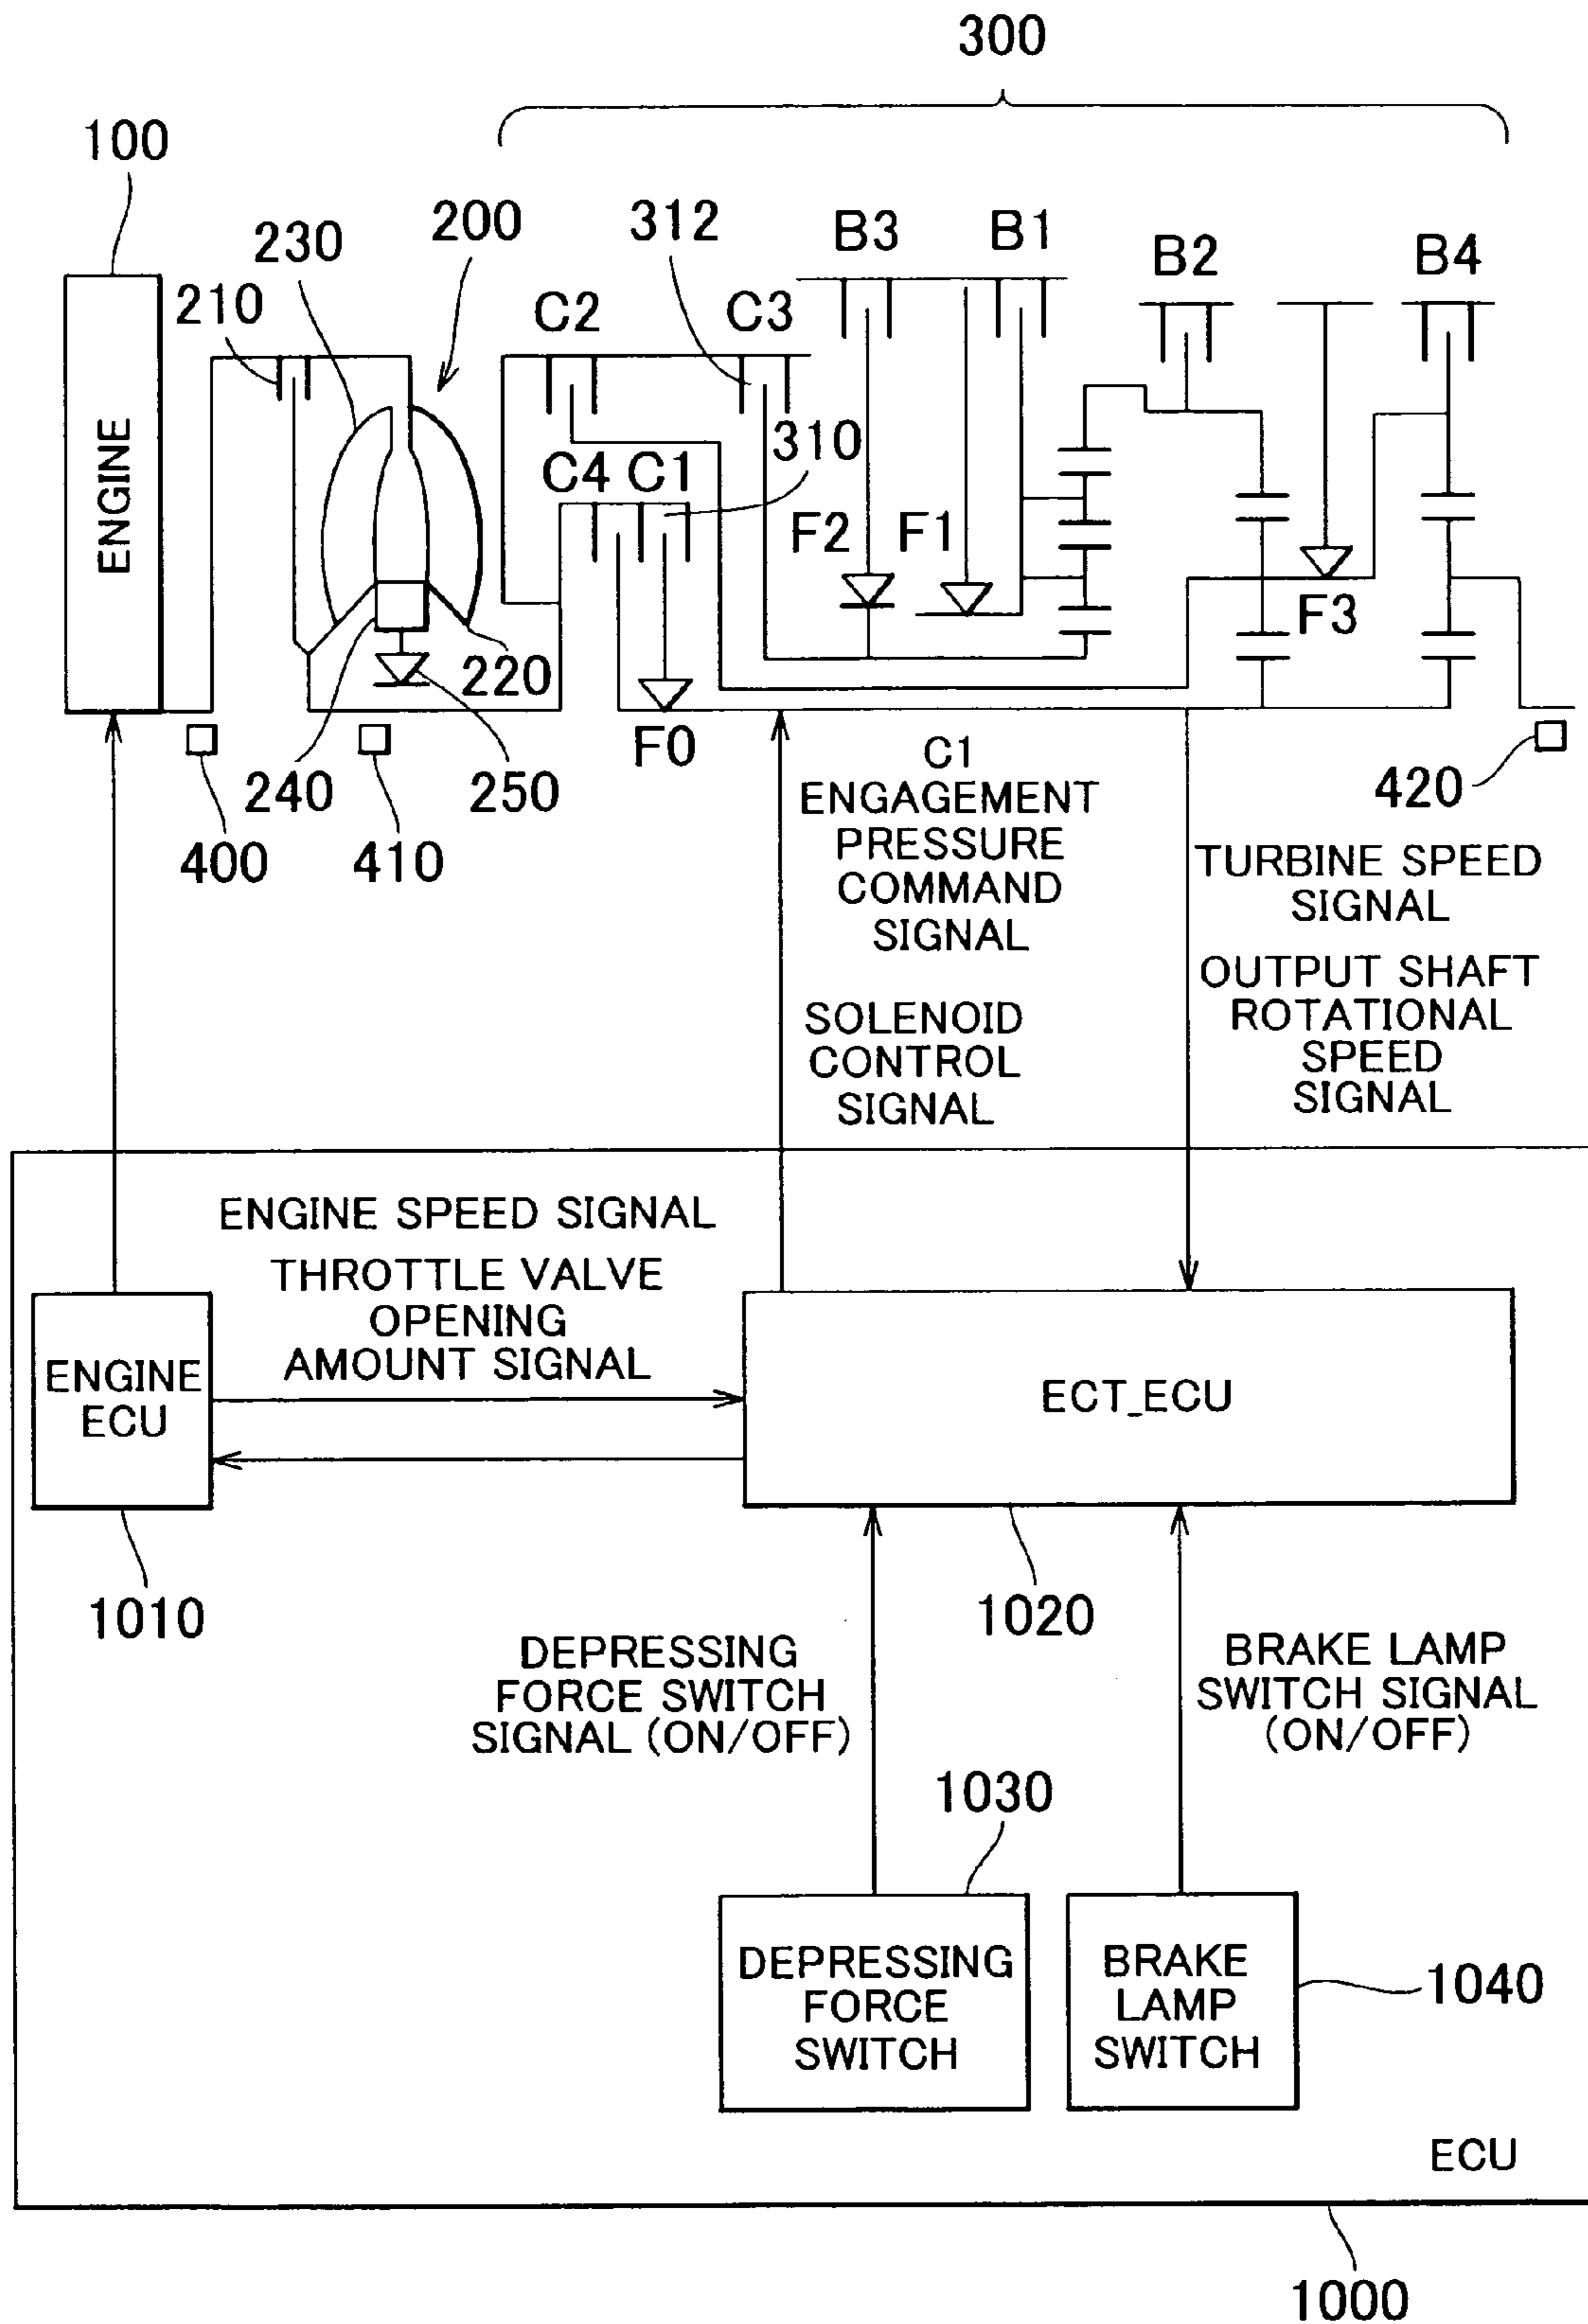 300
100
230
200
312
B3
B1
B2
B4
210
C2
C3
310
C4
C1
F2
F1
F3
ENGINE
220
F0
240
250
400
410
420
C1
ENGAGEMENT
PRESSURE
COMMAND
SIGNAL
TURBINE SPEED
SIGNAL
SOLENOID
CONTROL
SIGNAL
OUTPUT SHAFT
ROTATIONAL
SPEED
SIGNAL
ENGINE SPEED SIGNAL
THROTTLE VALVE
OPENING
AMOUNT SIGNAL
ENGINE
ECU
ECT_ECU
1010
1020
DEPRESSING
FORCE SWITCH
SIGNAL (ON/OFF)
BRAKE LAMP
SWITCH SIGNAL
(ON/OFF)
1030
DEPRESSING
FORCE
SWITCH
BRAKE
LAMP
SWITCH
1040
ECU
1000